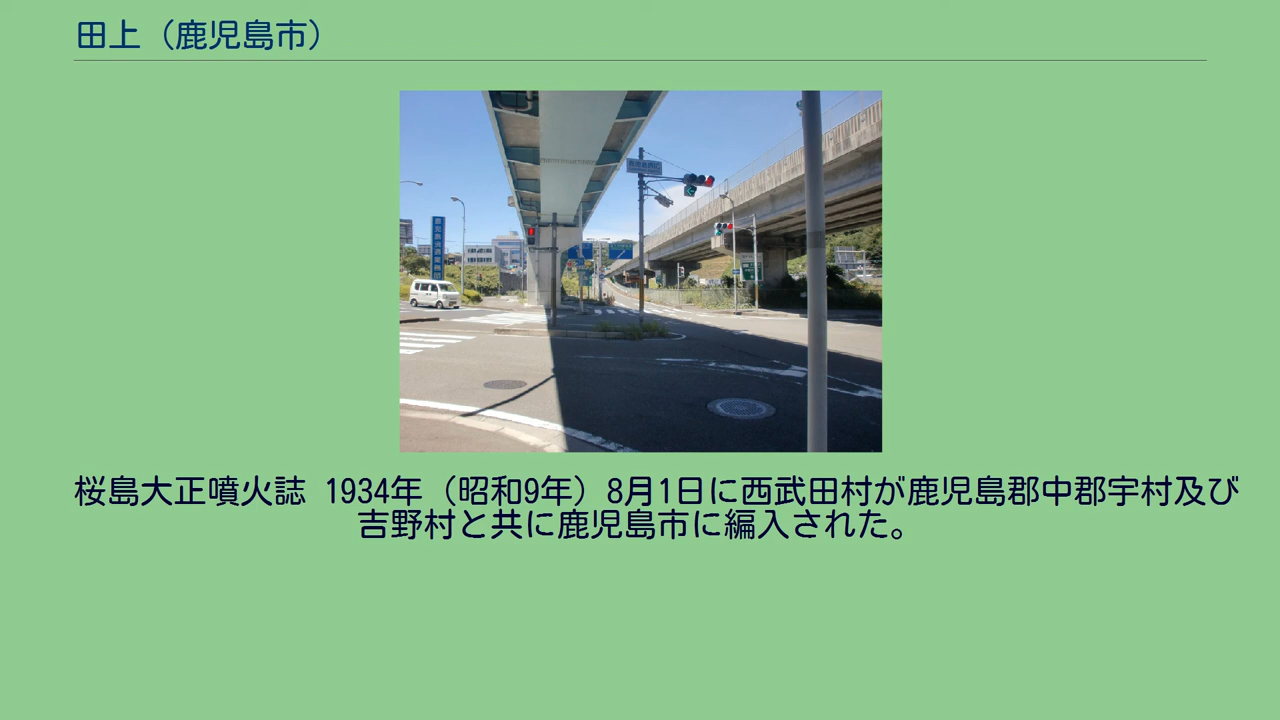 田上（鹿児島市）
桜島大正噴火誌 1934年（昭和9年）8月1日に西武田村が鹿児島郡中郡宇村及び
吉野村と共に鹿児島市に編入された。